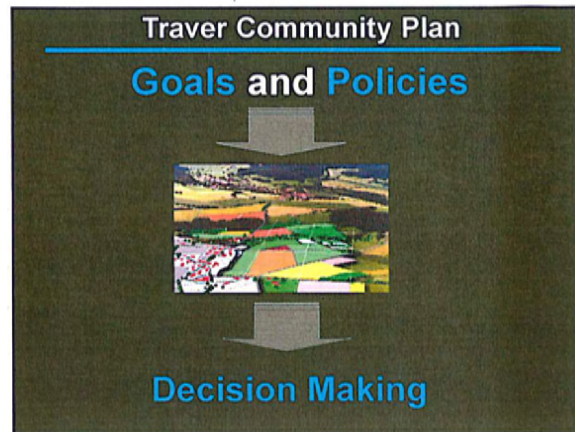 Traver Community Plan
Goals and Policies
Decision Making